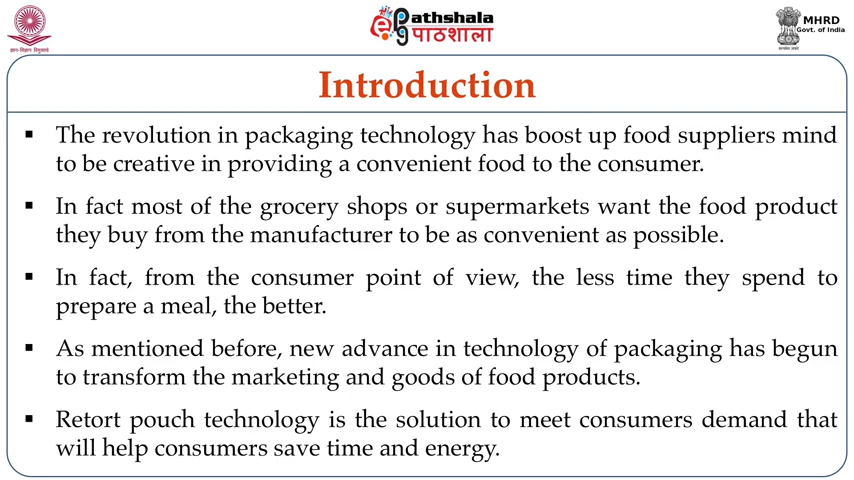 ज्ञान-विज्ञान विमुक्तये
Pathshala
पाठशाला
MHRD
Govt. of India
सत्यमेव जयते
Introduction
▪ The revolution in packaging technology has boost up food suppliers mind
to be creative in providing a convenient food to the consumer.
▪ In fact most of the grocery shops or supermarkets want the food product
they buy from the manufacturer to be as convenient as possible.
▪ In fact, from the consumer point of view, the less time they spend to
prepare a meal, the better.
▪ As mentioned before, new advance in technology of packaging has begun
to transform the marketing and goods of food products.
▪ Retort pouch technology is the solution to meet consumers demand that
will help consumers save time and energy.